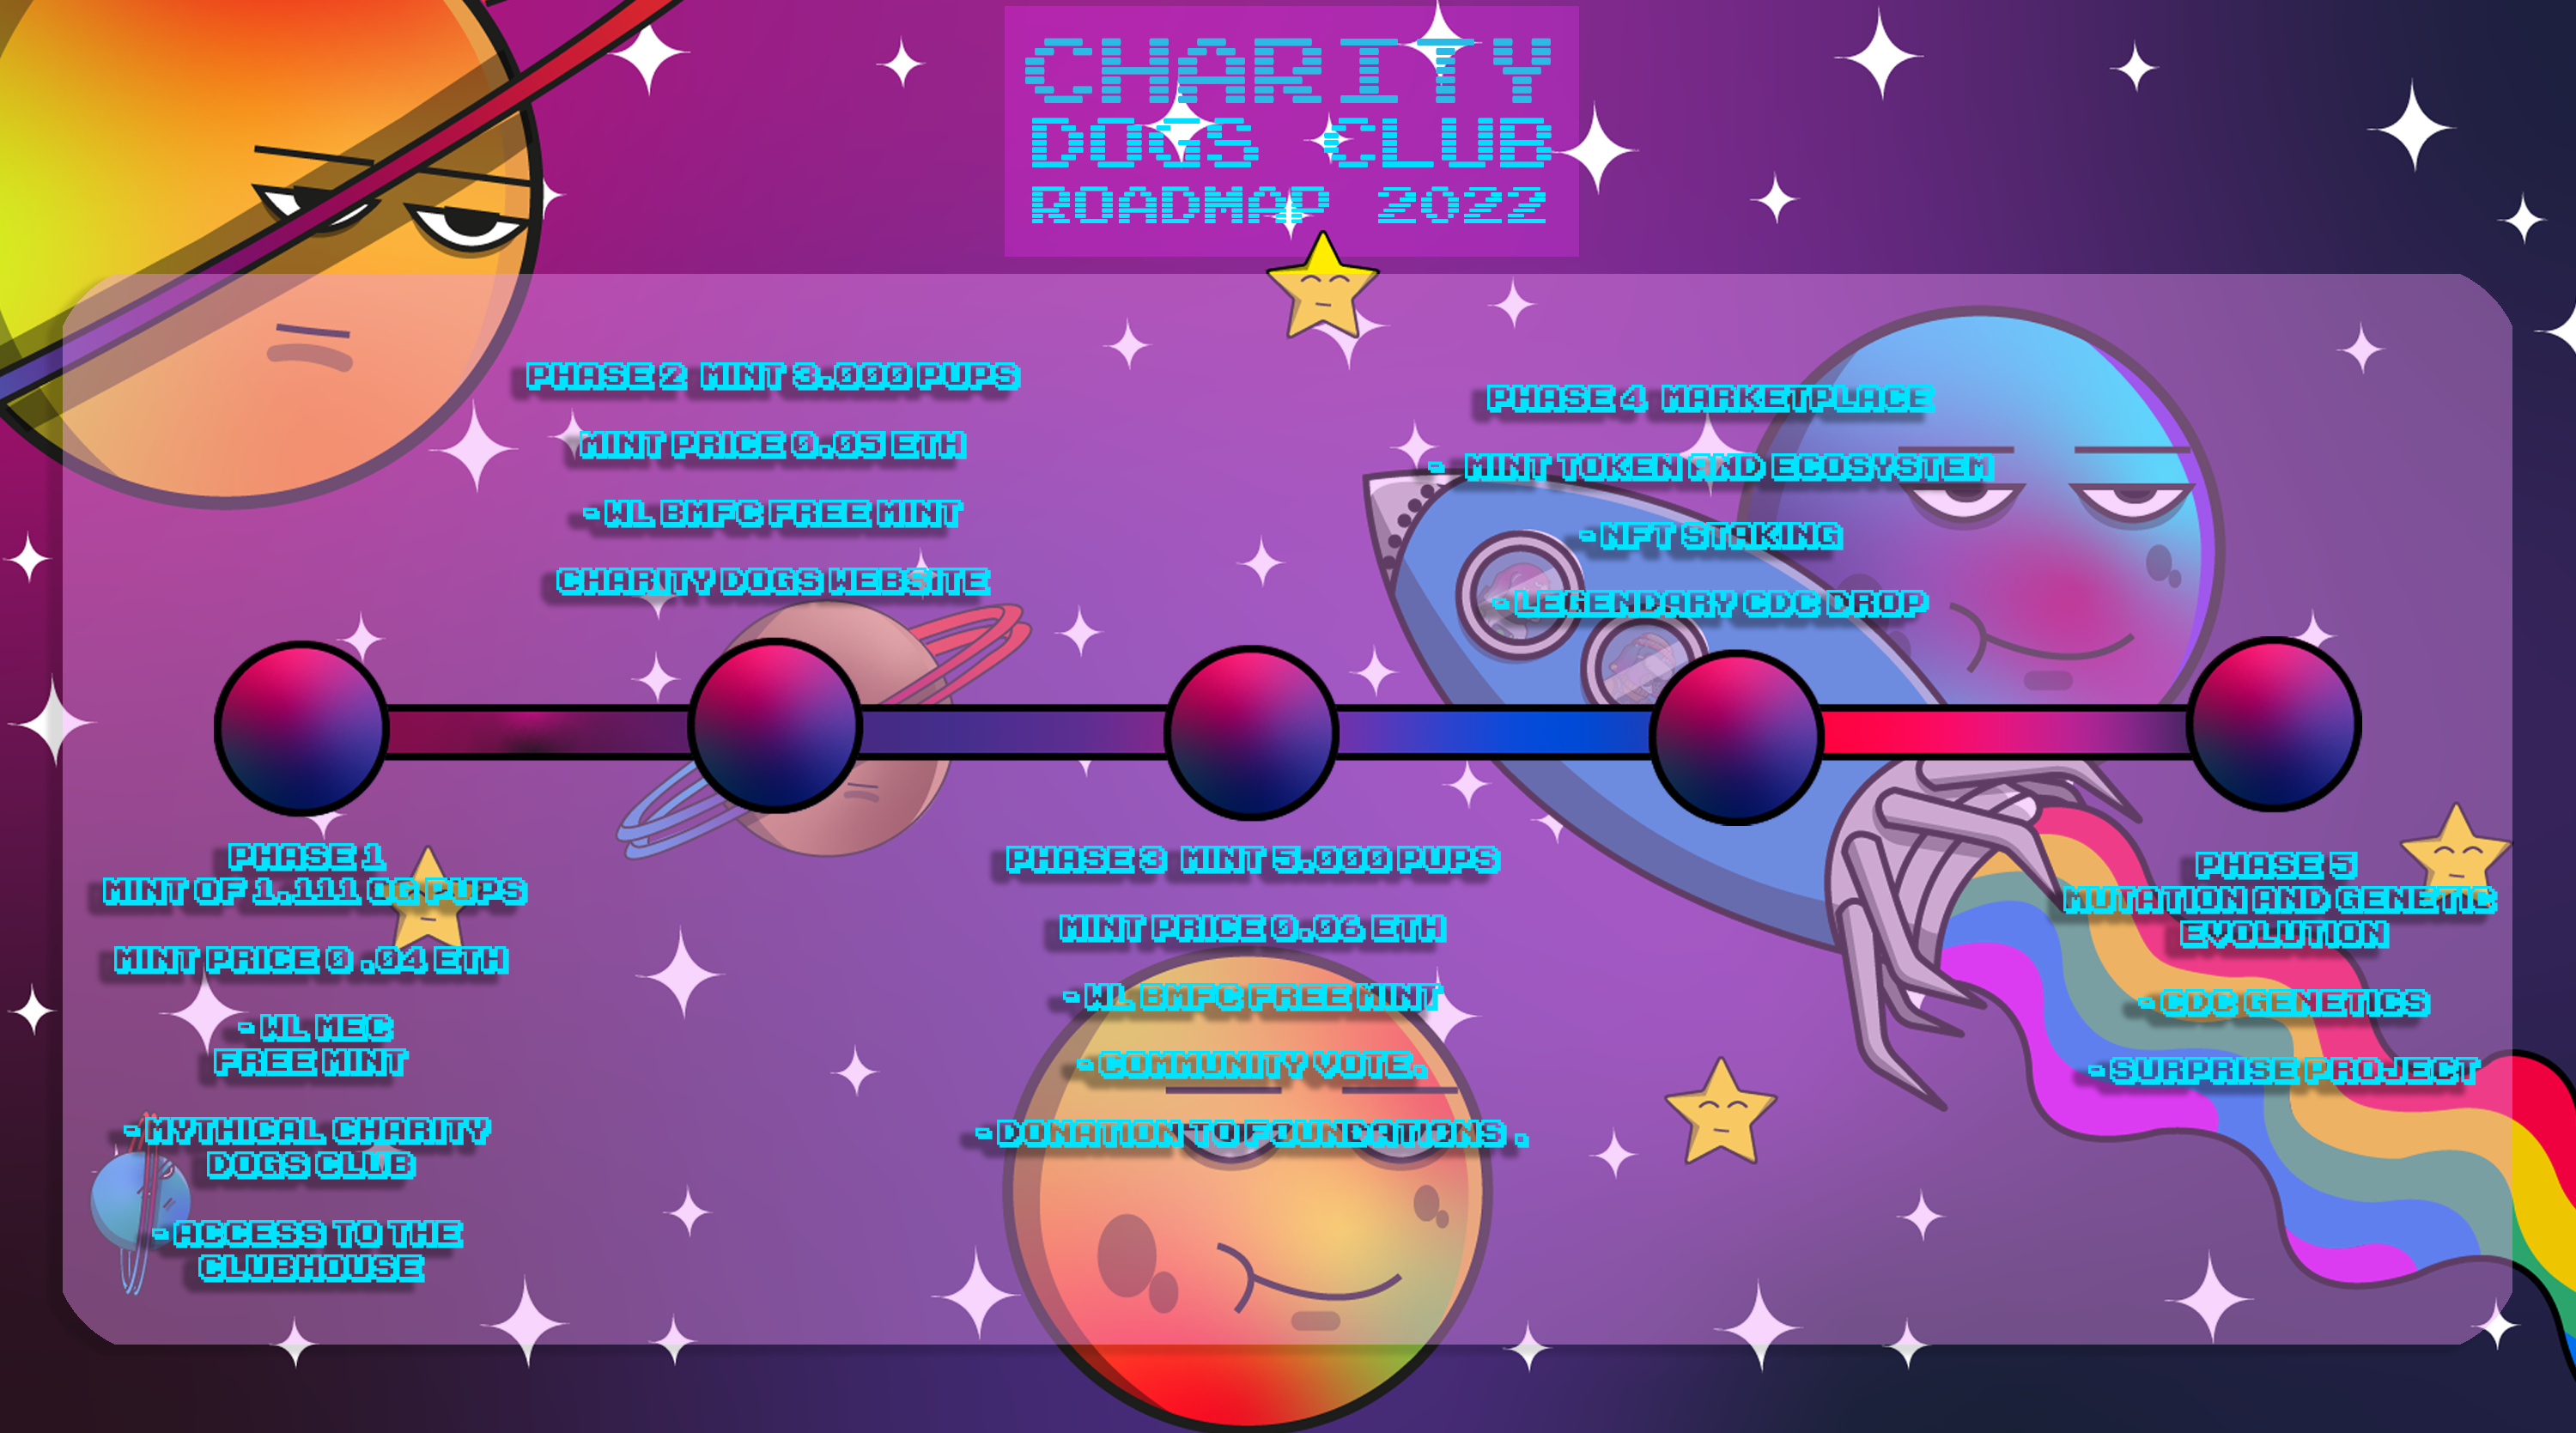 CHARITY
DOGS CLUB
ROADMAP 2022
PHASE 1
MINT OF 1.111 OG PUPS
MINT PRICE 0 .04 ETH
-WL MEC
FREE MINT
-MYTHICAL CHARITY
DOGS CLUB
-ACCESS TO THE
CLUBHOUSE
PHASE 2 MINT 3.000 PUPS
MINT PRICE 0.05 ETH
-WL BMFC FREE MINT
CHARITY DOGS WEBSITE
PHASE 3 MINT 5.000 PUPS
MINT PRICE 0.06 ETH
-WL BMFC FREE MINT
-COMMUNITY VOTE.
-DONATION TO FOUNDATIONS .
PHASE 4 MARKETPLACE
- MINT TOKEN AND ECOSYSTEM
-NFT STAKING
-LEGENDARY CDC DROP
PHASE 5
MUTATION AND GENETIC
EVOLUTION
-CDC GENETICS
-SURPRISE PROJECT